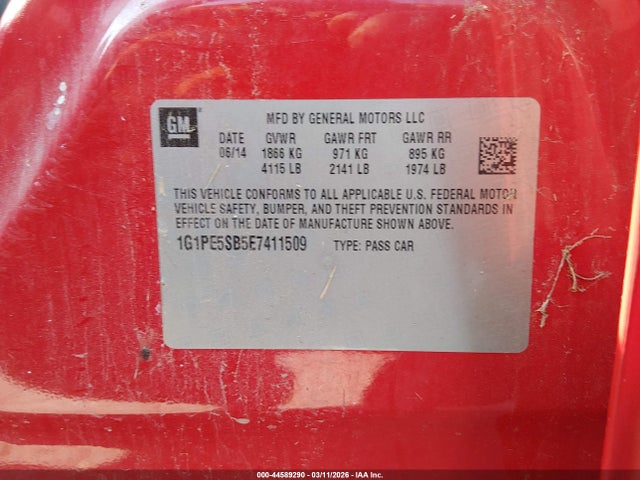 GM
MFD BY GENERAL MOTORS LLC
DATE GVWR GAWR FRT GAWR RR
06/14 1866 KG 971 KG 895 KG
4115 LB 2141 LB 1974 LB
THIS VEHICLE CONFORMS TO ALL APPLICABLE U.S. FEDERAL MOTOR
VEHICLE SAFETY, BUMPER, AND THEFT PREVENTION STANDARDS IN
EFFECT ON THE DATE OF MANUFACTURE SHOWN ABOVE.
1G1PE5SB5E7411509 TYPE: PASS CAR
000-44589290 - 03/11/2026 - IAA Inc.